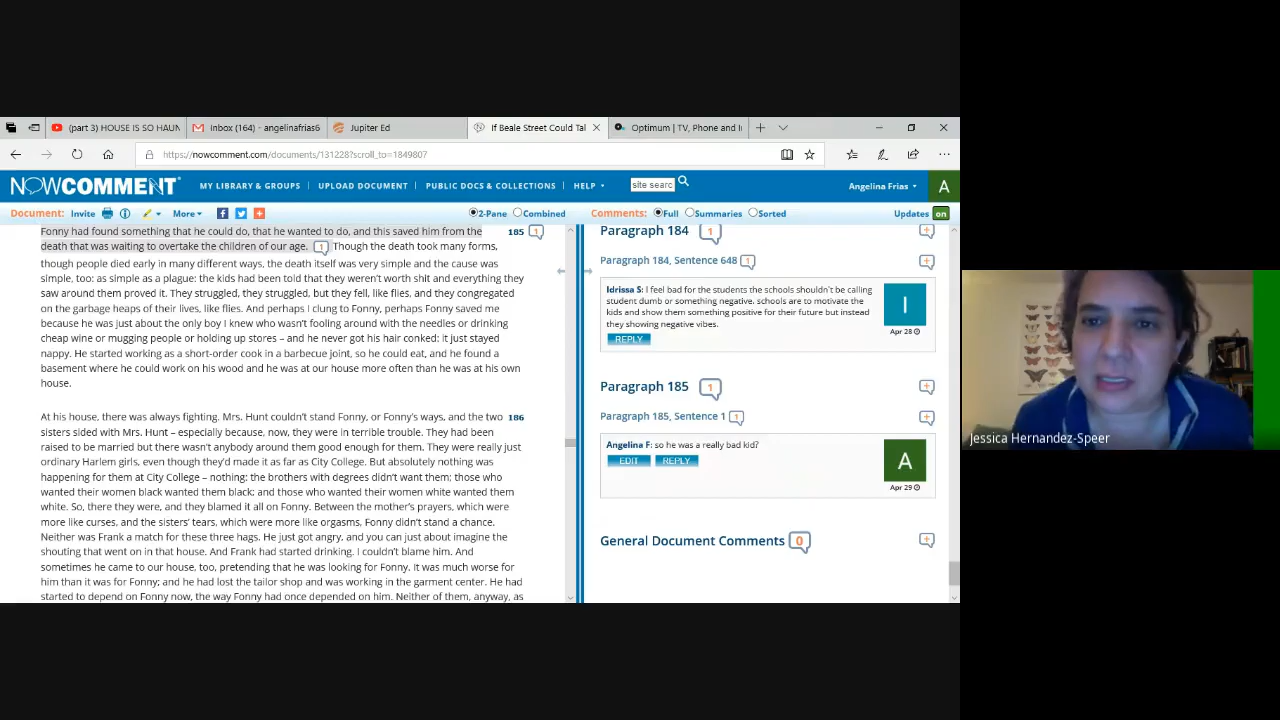 (part 3) HOUSE IS SO HAUN
Inbox (164) - angelinafrias6
Jupiter Ed
If Beale Street Could Tal
Optimum | TV, Phone and I
https://nowcomment.com/documents/131228?scroll_to=1849807
NOWCOMMENT
MY LIBRARY & GROUPS
UPLOAD DOCUMENT
PUBLIC DOCS & COLLECTIONS
HELP
site searc
Angelina Frias
A
Document: Invite
More
2-Pane
Combined
Comments:
Full
Summaries
Sorted
Updates on
Fonny had found something that he could do, that he wanted to do, and this saved him from the 185 1
death that was waiting to overtake the children of our age. 1 Though the death took many forms,
though people died early in many different ways, the death itself was very simple and the cause was
simple, too: as simple as a plague: the kids had been told that they weren't worth shit and everything they
saw around them proved it. They struggled, they struggled, but they fell, like flies, and they congregated
on the garbage heaps of their lives, like flies. And perhaps I clung to Fonny, perhaps Fonny saved me
because he was just about the only boy I knew who wasn't fooling around with the needles or drinking
cheap wine or mugging people or holding up stores – and he never got his hair conked: it just stayed
nappy. He started working as a short-order cook in a barbecue joint, so he could eat, and he found a
basement where he could work on his wood and he was at our house more often than he was at his own
house.
At his house, there was always fighting. Mrs. Hunt couldn't stand Fonny, or Fonny's ways, and the two 186
sisters sided with Mrs. Hunt – especially because, now, they were in terrible trouble. They had been
raised to be married but there wasn't anybody around them good enough for them. They were really just
ordinary Harlem girls, even though they'd made it as far as City College. But absolutely nothing was
happening for them at City College – nothing: the brothers with degrees didn't want them; those who
wanted their women black wanted them black; and those who wanted their women white wanted them
white. So, there they were, and they blamed it all on Fonny. Between the mother's prayers, which were
more like curses, and the sisters' tears, which were more like orgasms, Fonny didn't stand a chance.
Neither was Frank a match for these three hags. He just got angry, and you can just about imagine the
shouting that went on in that house. And Frank had started drinking. I couldn't blame him. And
sometimes he came to our house, too, pretending that he was looking for Fonny. It was much worse for
him than it was for Fonny; and he had lost the tailor shop and was working in the garment center. He had
started to depend on Fonny now, the way Fonny had once depended on him. Neither of them, anyway, as
Paragraph 184 1
Paragraph 184, Sentence 648 1
Idrissa S: I feel bad for the students the schools shouldn't be calling
student dumb or something negative. schools are to motivate the
kids and show them something positive for their future but instead
they showing negative vibes.
REPLY
I
Apr 28
Paragraph 185 1
Paragraph 185, Sentence 1 1
Angelina F: so he was a really bad kid?
EDIT
REPLY
A
Apr 29
General Document Comments 0
Jessica Hernandez-Speer